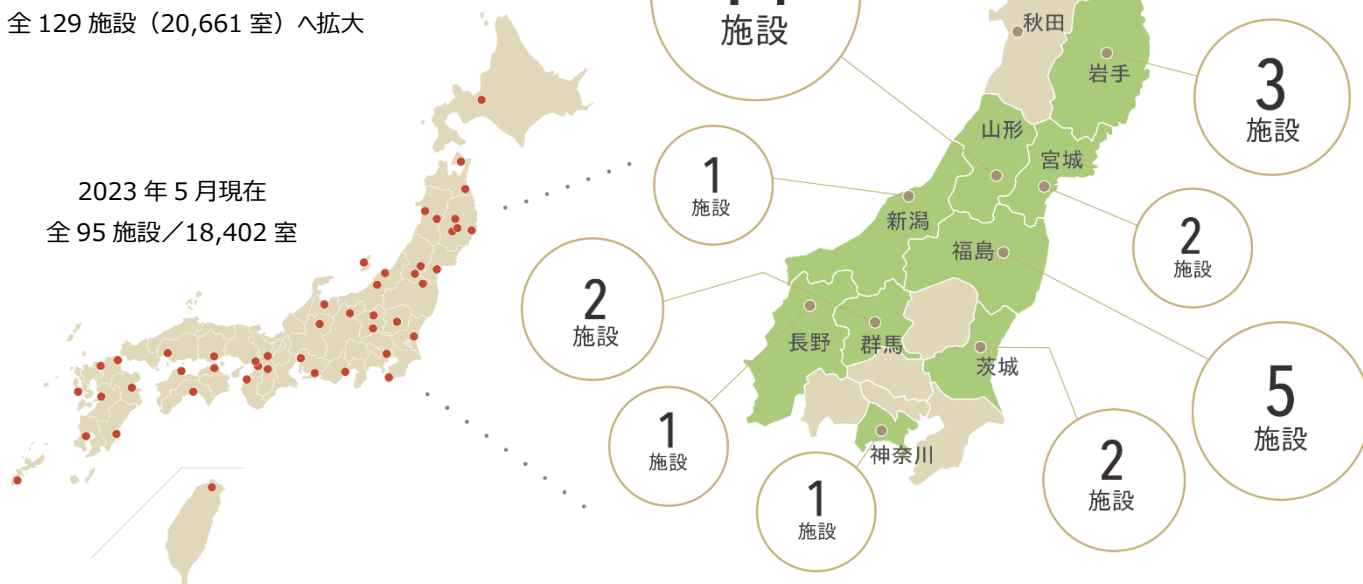 全 129 施設（20,661 室）へ拡大
2023 年 5 月現在
全 95 施設／18,402 室
施設
秋田
岩手
3
施設
山形
宮城
1
施設
新潟
2
施設
福島
2
施設
長野
群馬
茨城
5
施設
1
施設
神奈川
1
施設
2
施設